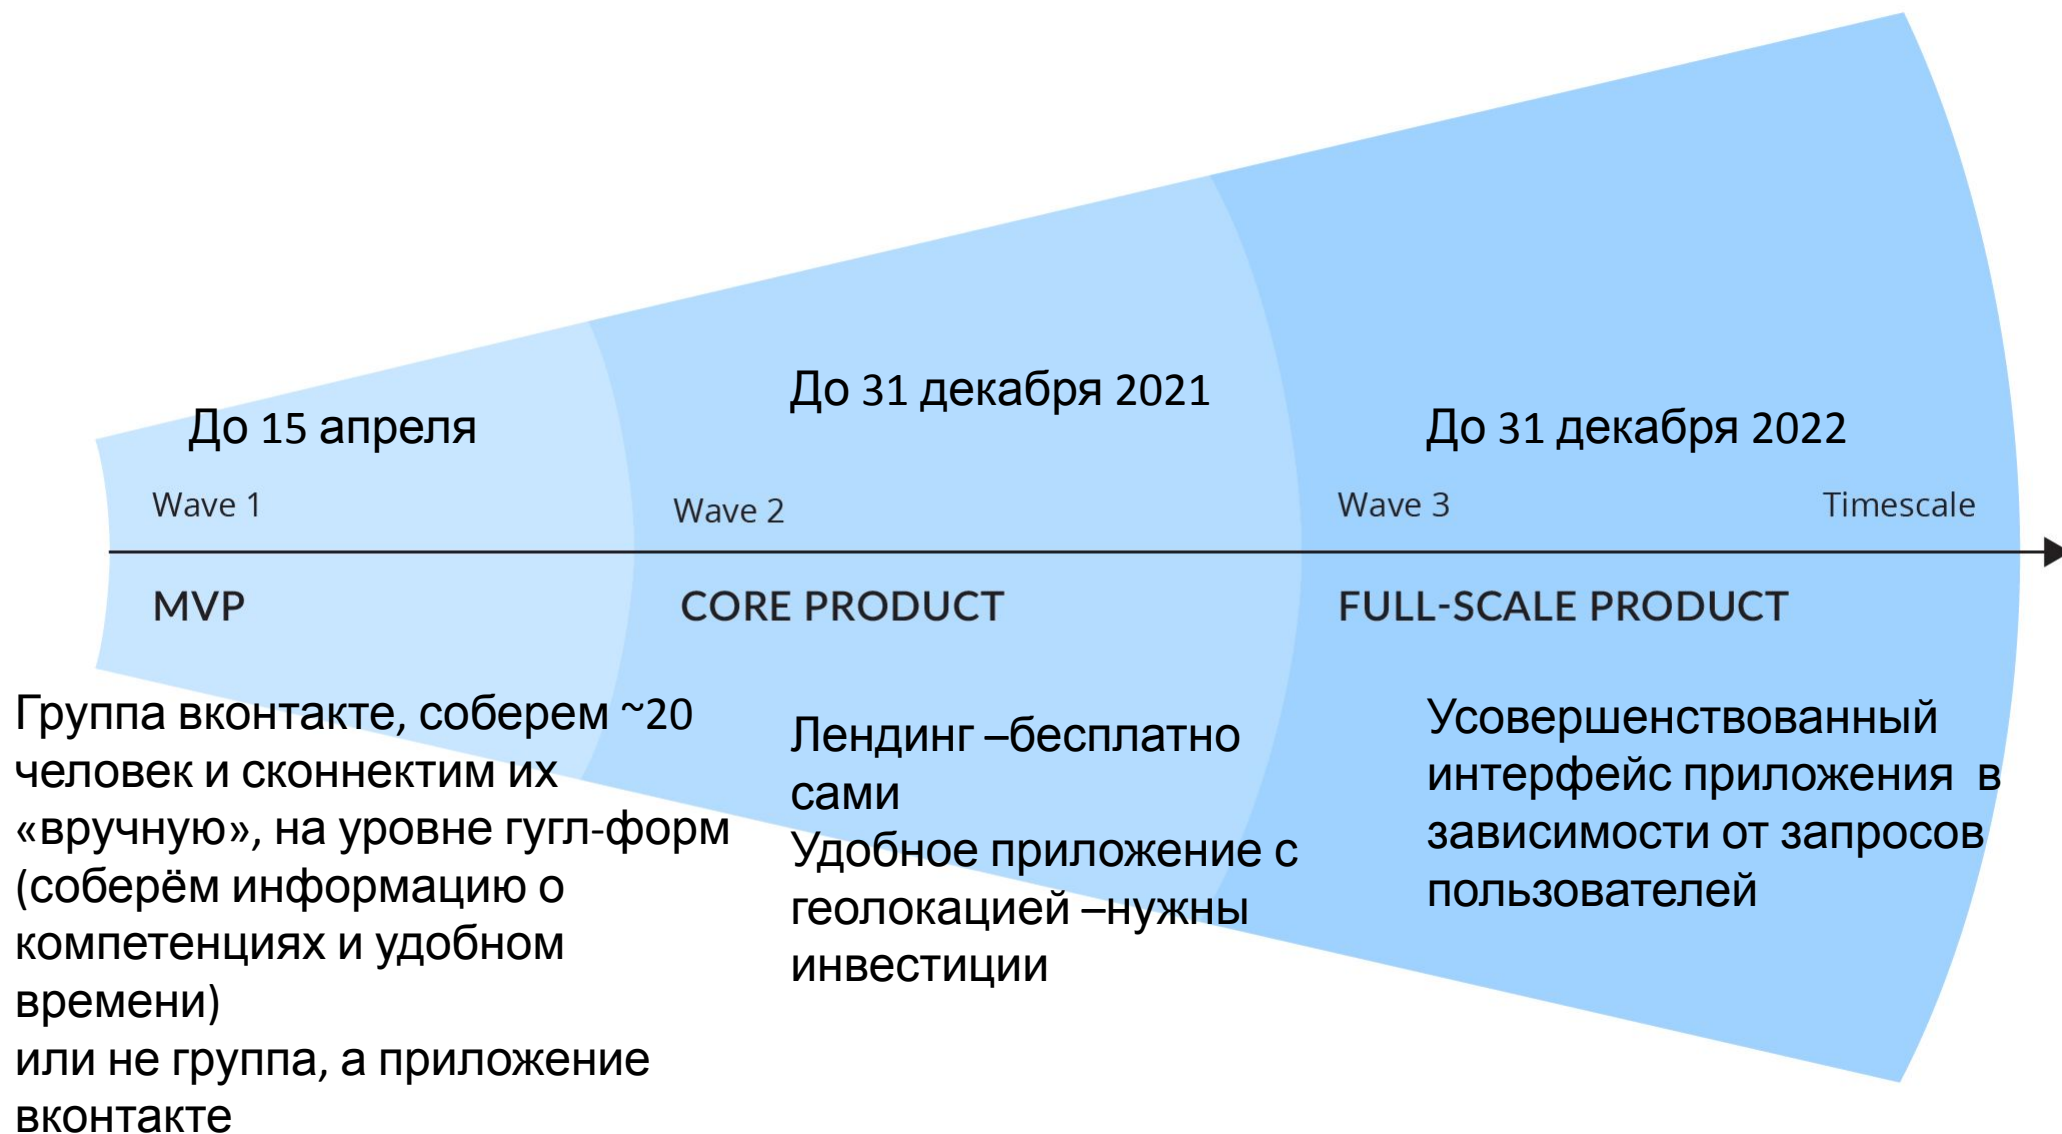 До 15 апреля
До 31 декабря 2021
До 31 декабря 2022
Wave 1
Wave 2
Wave 3
Timescale
MVP
CORE PRODUCT
FULL-SCALE PRODUCT
Группа вконтакте, соберем ~20
человек и сконнектим их
«вручную», на уровне гугл-форм
(соберём информацию о
компетенциях и удобном
времени)
или не группа, а приложение
вконтакте
Лендинг –бесплатно
сами
Удобное приложение с
геолокацией –нужны
инвестиции
Усовершенствованный
интерфейс приложения в
зависимости от запросов
пользователей